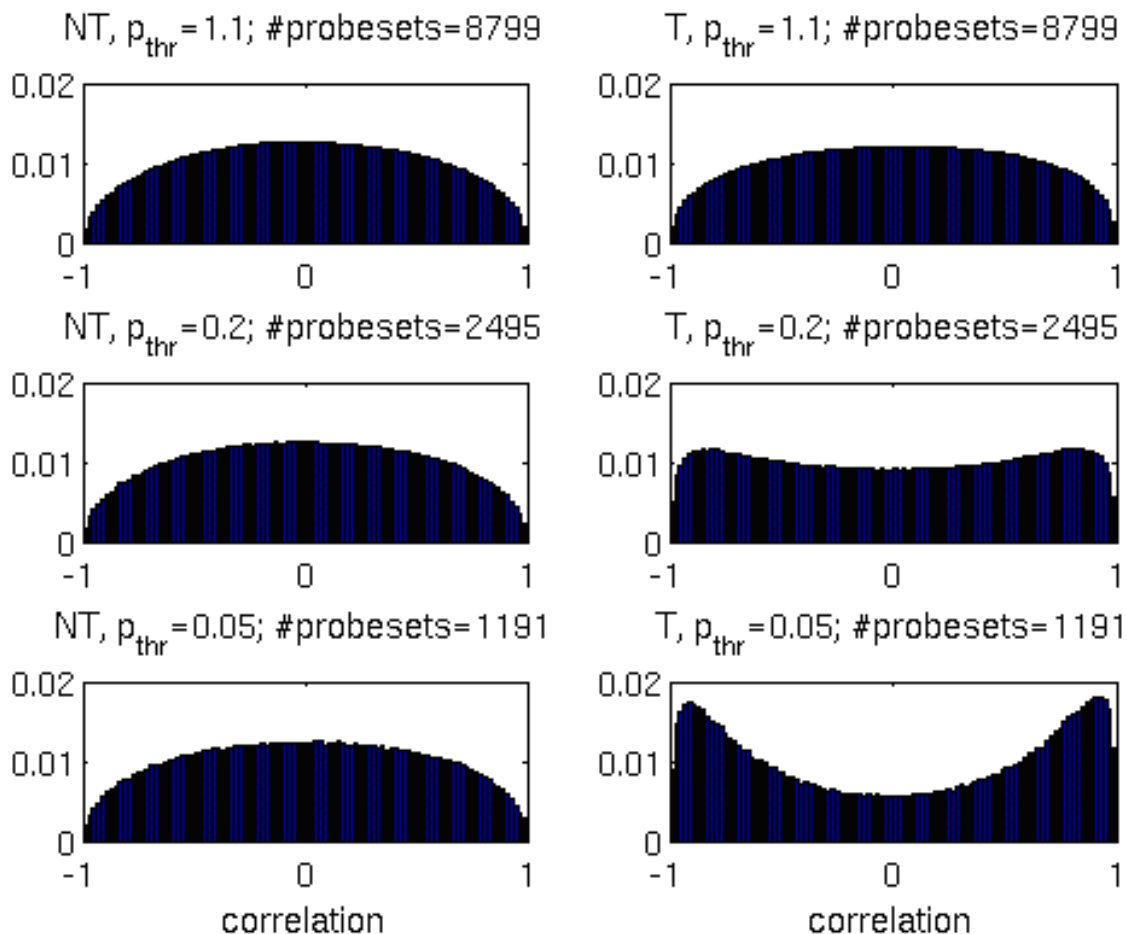 NT, p_thr=1.1; #probesets=8799
T, p_thr=1.1; #probesets=8799
0.02
0.01
0
-1 0 1
0.02
0.01
0
-1 0 1
NT, p_thr=0.2; #probesets=2495
T, p_thr=0.2; #probesets=2495
0.02
0.01
0
-1 0 1
0.02
0.01
0
-1 0 1
NT, p_thr=0.05; #probesets=1191
T, p_thr=0.05; #probesets=1191
0.02
0.01
0
-1 0 1
correlation
0.02
0.01
0
-1 0 1
correlation